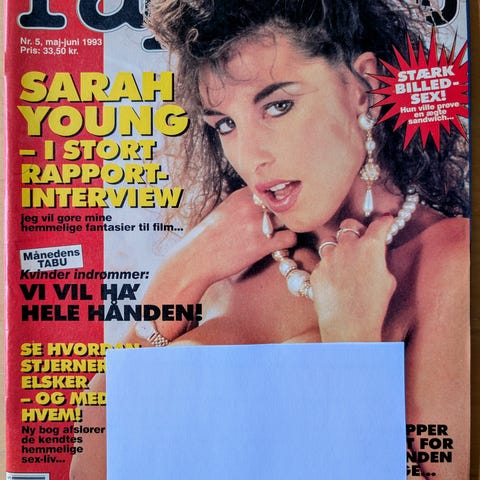 Nr. 5, maj-juni 1993
Pris: 33,50 kr.
SARAH
YOUNG
– I STORT
RAPPORT-
INTERVIEW
Jeg vil gøre mine
hemmelige fantasier til film...
STÆRK
BILLED-
SEX!
Hun ville prøve
en ægte
sandwich...
Månedens
TABU
Kvinder indrømmer:
VI VIL HA'
HELE HÅNDEN!
SE HVORDAN
STJERNER
ELSKER
– OG MED
HVEM!
Ny bog afslører
de kendtes
hemmelige
sex-liv...
FOR